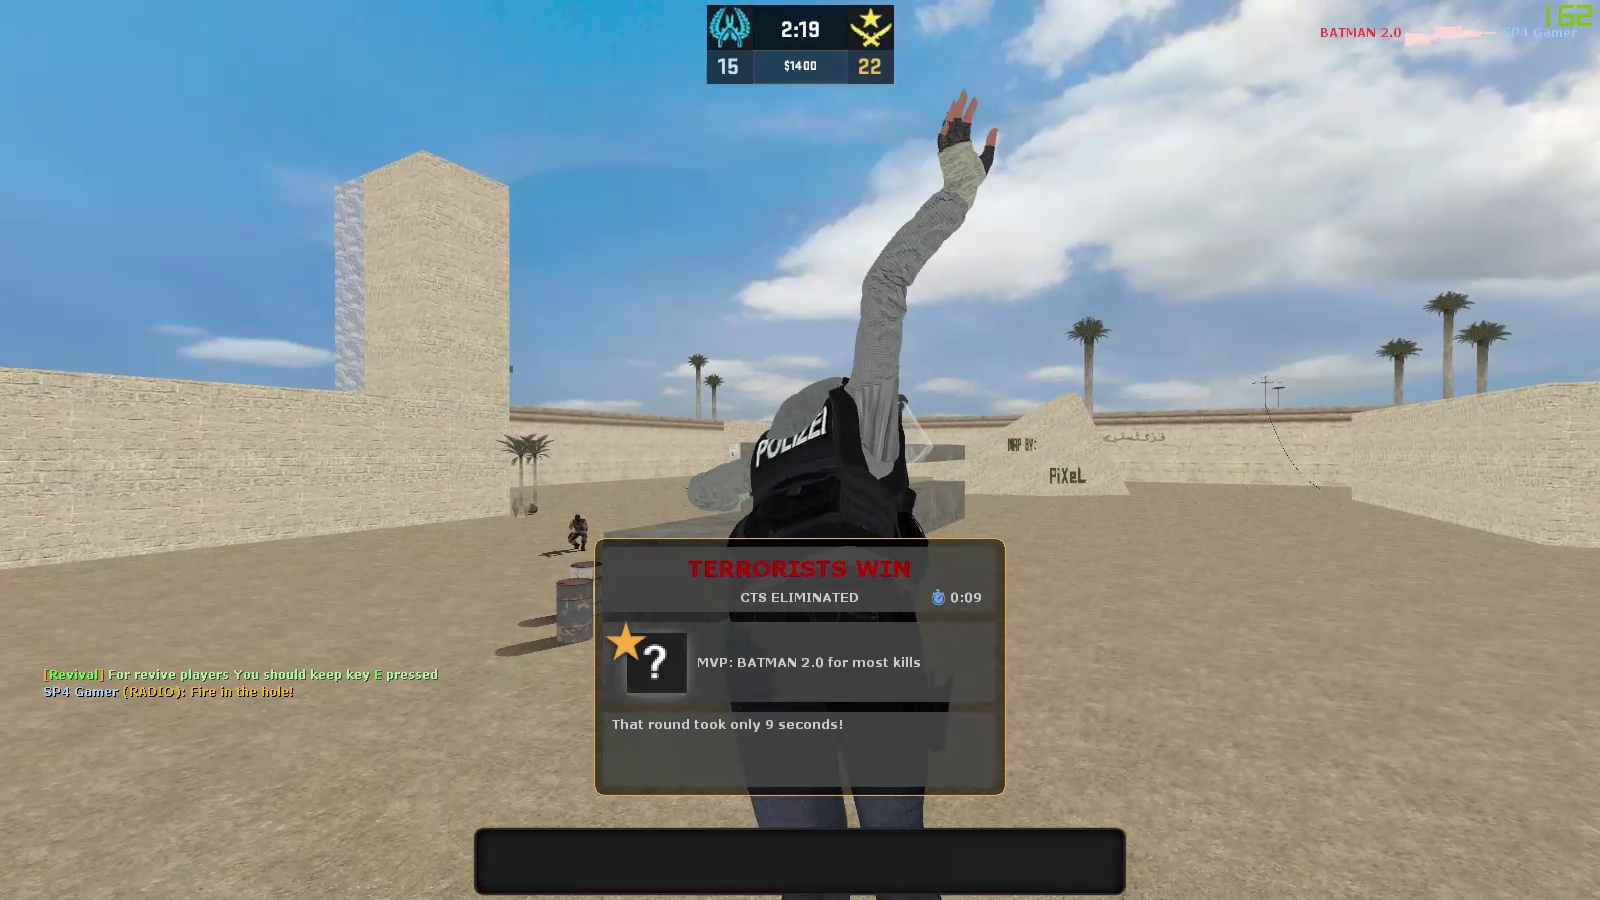 2:19
162
BATMAN 2.0 SP4 Gamer
15 $1400 22
POLIZEI
MAP BY:
PiXeL
TERRORISTS WIN
CTS ELIMINATED 0:09
? MVP: BATMAN 2.0 for most kills
[Revival] For revive players You should keep key E pressed
SP4 Gamer (RADIO): Fire in the hole!
That round took only 9 seconds!